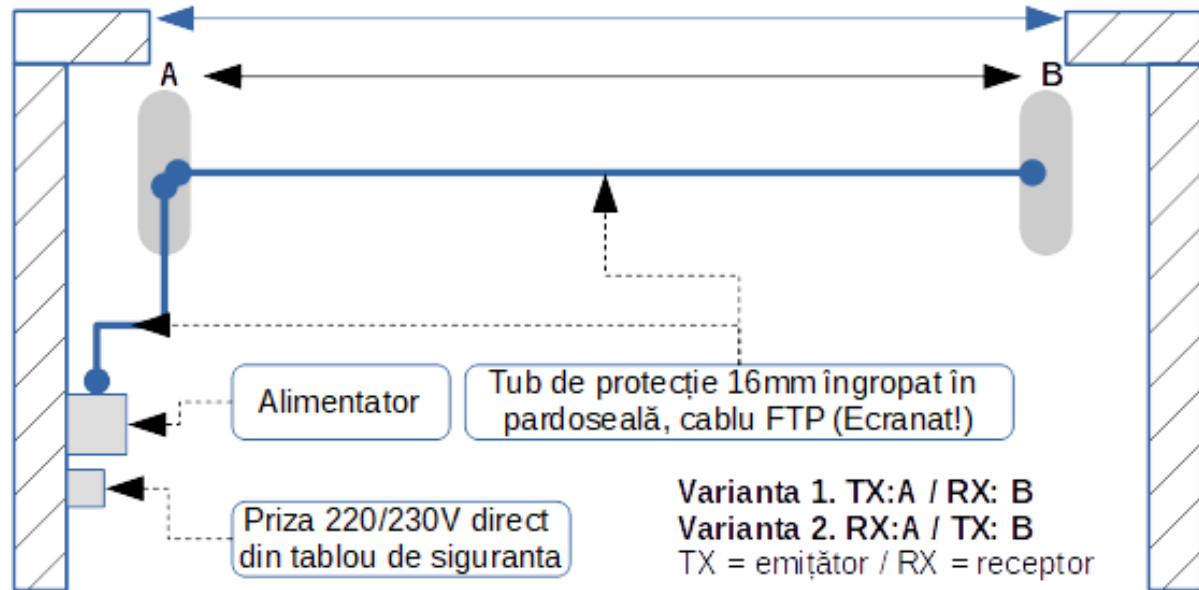 A
B
Alimentator
Tub de protecție 16mm îngropat în
pardoseală, cablu FTP (Ecranat!)
Priza 220/230V direct
din tablou de siguranta
Varianta 1. TX:A / RX: B
Varianta 2. RX:A / TX: B
TX = emițător / RX = receptor